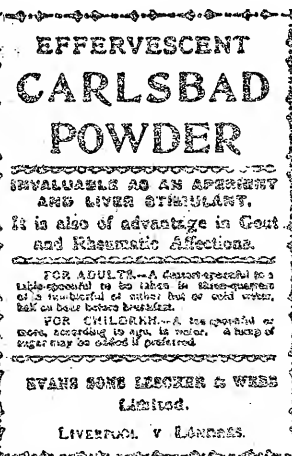 EFFERVESCENT
CARLSBAD
POWDER
INVALUABLE AS AN APERIENT
AND LIVER STIMULANT.
It is also of advantage in Gout
and Rheumatic Affections.
FOR ADULTS.—A dessert-spoonful to a
table-spoonful to be taken in three-quarters
of a tumblerful of either hot or cold water,
half an hour before breakfast.
FOR CHILDREN.—A tea-spoonful or
more, according to age, in water. A lump of
sugar may be added if preferred.
EVANS SONS LESCHER & WEBB
Limited.
LIVERPOOL Y LONDRES.